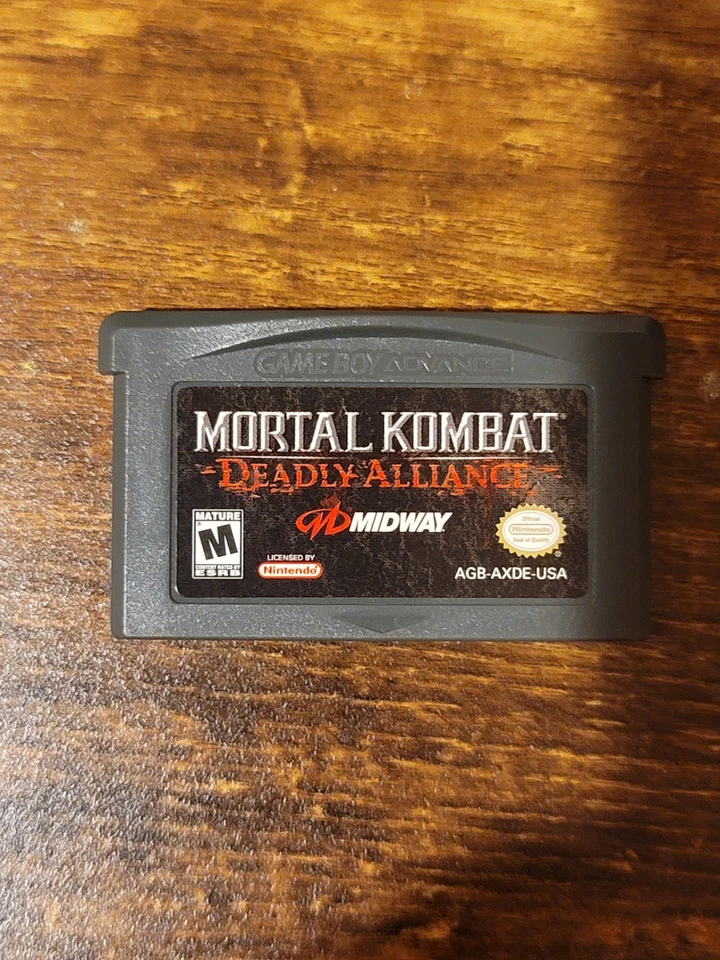 GAME BOY ADVANCE
MORTAL KOMBAT
DEADLY ALLIANCE
MIDWAY
MATURE
M
CONTENT RATED BY
ESRB
LICENSED BY
Nintendo
Official
Nintendo
Seal of Quality
AGB-AXDE-USA